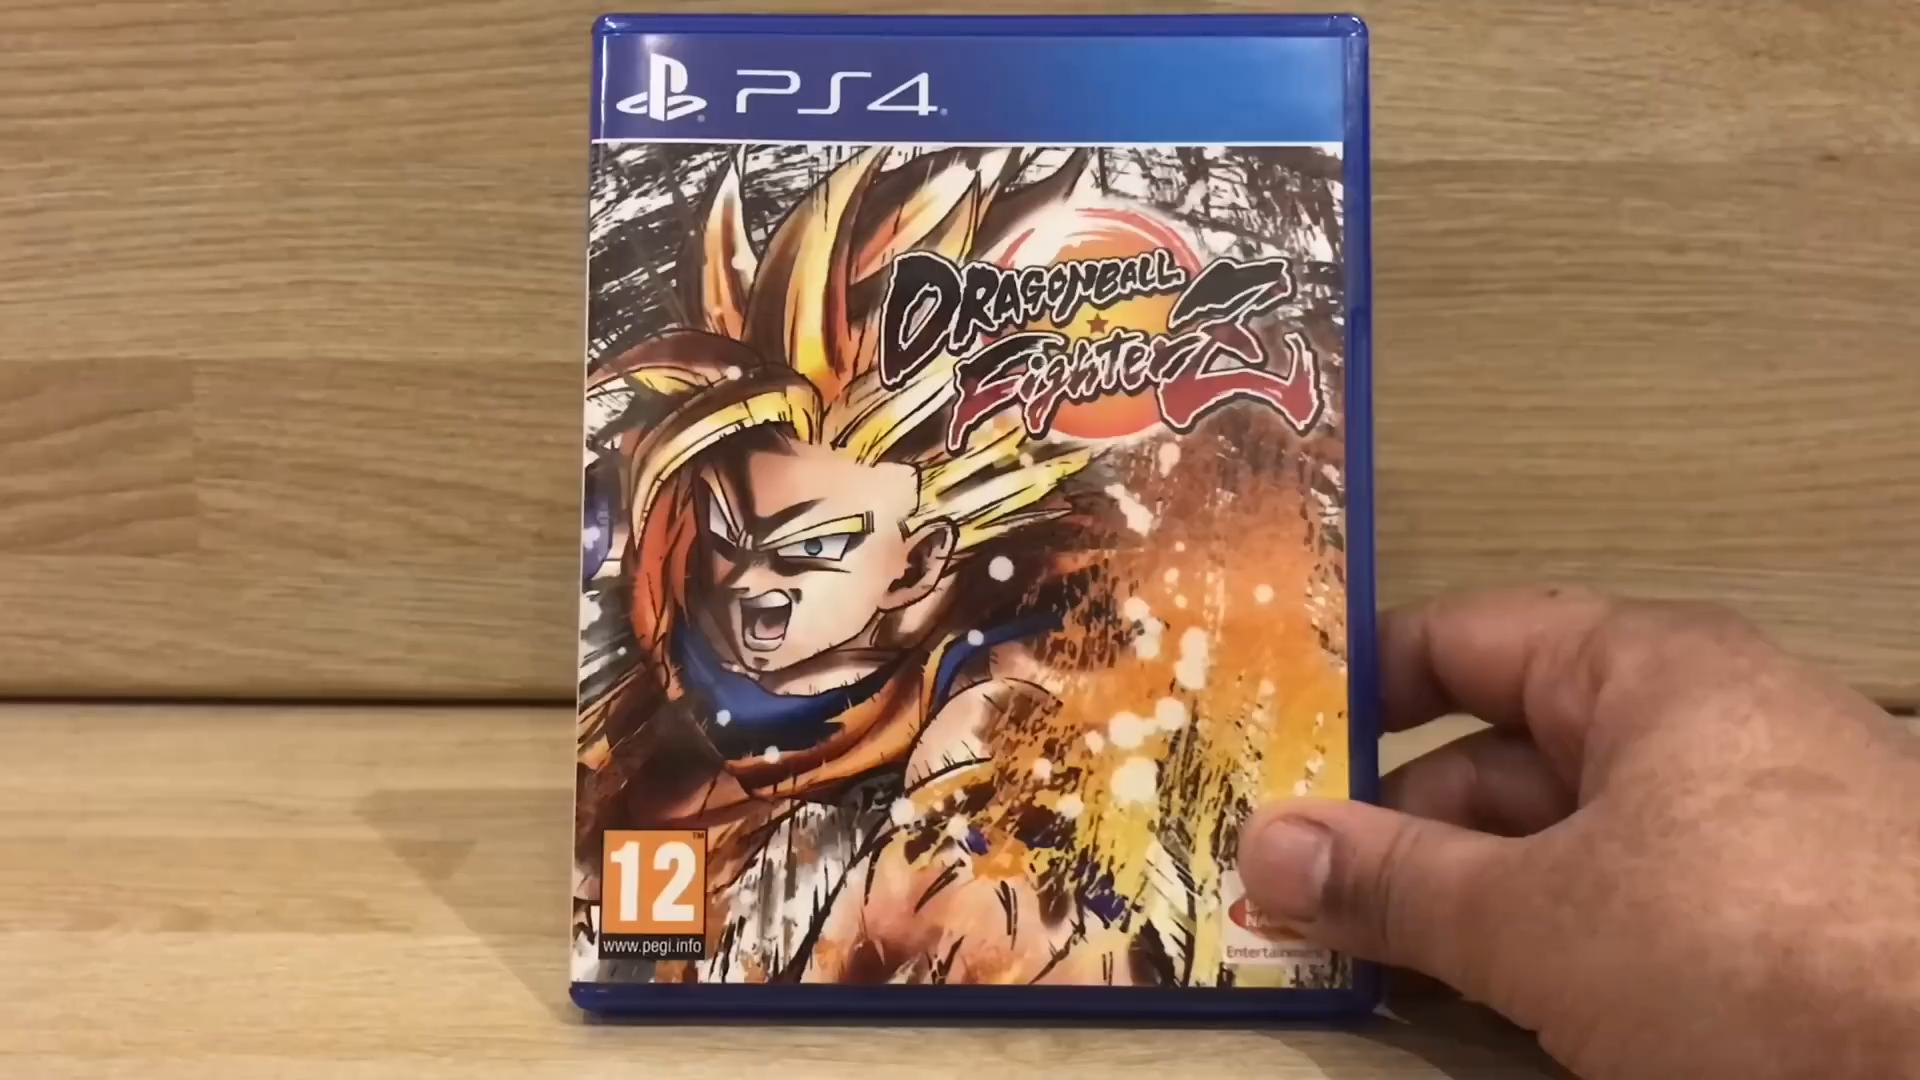 PS4
DRAGONBALL
FighterZ
12
www.pegi.info
Entertainment